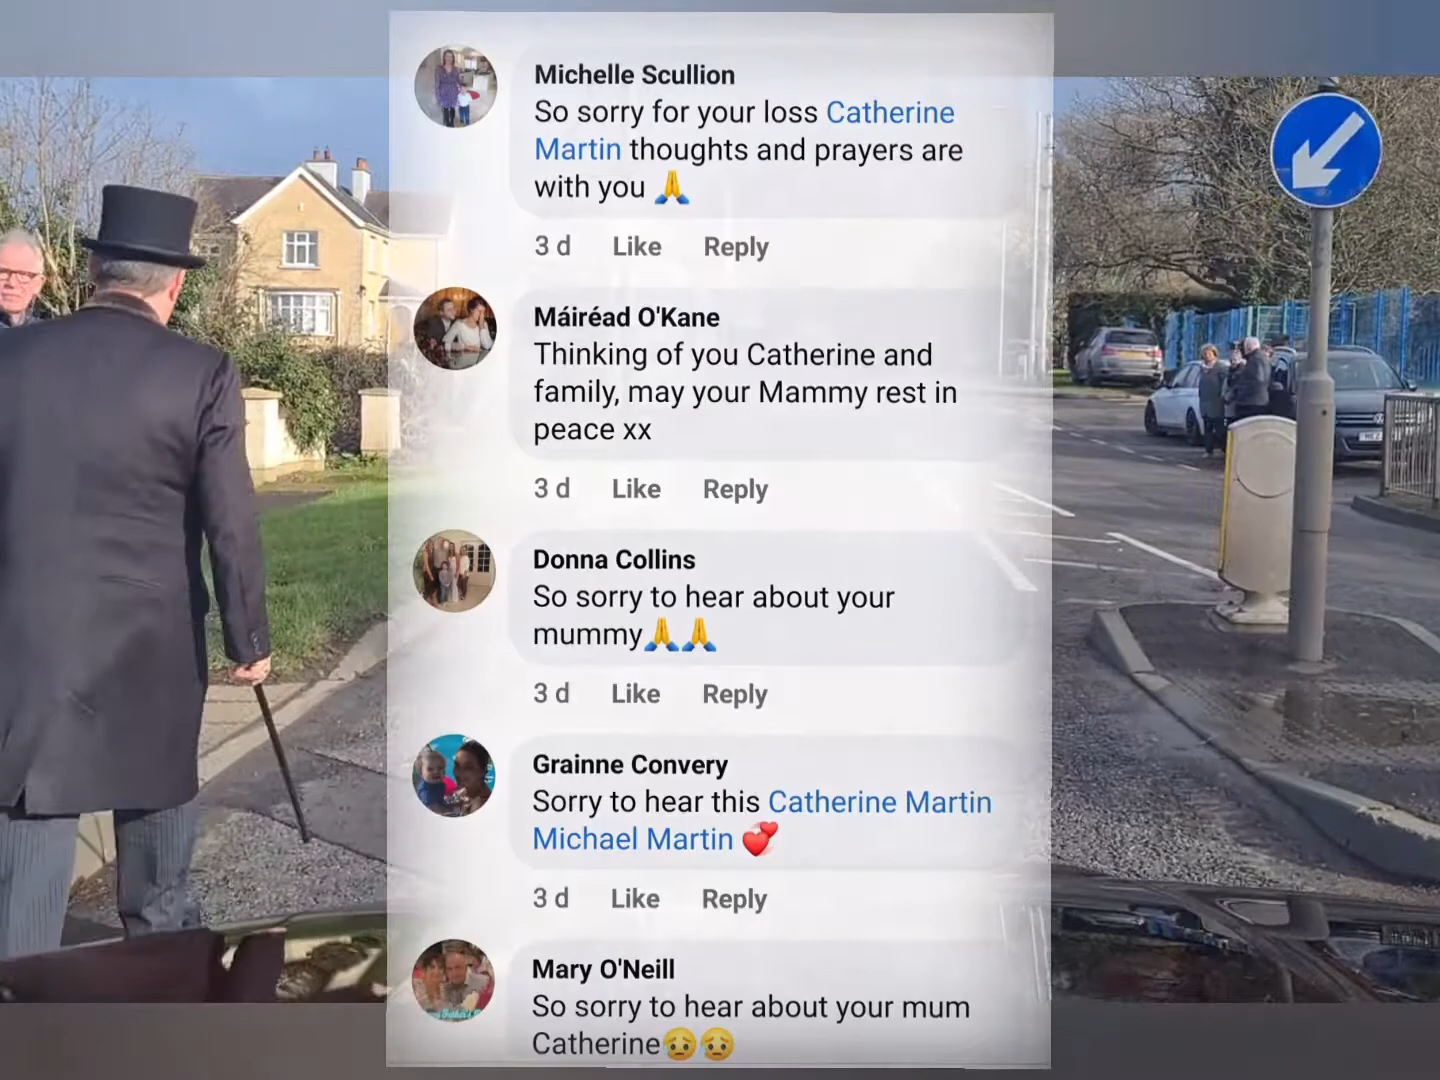 Michelle Scullion
So sorry for your loss Catherine
Martin thoughts and prayers are
with you 🙏
3 d Like Reply
Máiréad O'Kane
Thinking of you Catherine and
family, may your Mammy rest in
peace xx
3 d Like Reply
Donna Collins
So sorry to hear about your
mummy🙏🙏
3 d Like Reply
Grainne Convery
Sorry to hear this Catherine Martin
Michael Martin 💞
3 d Like Reply
Mary O'Neill
So sorry to hear about your mum
Catherine😥😥